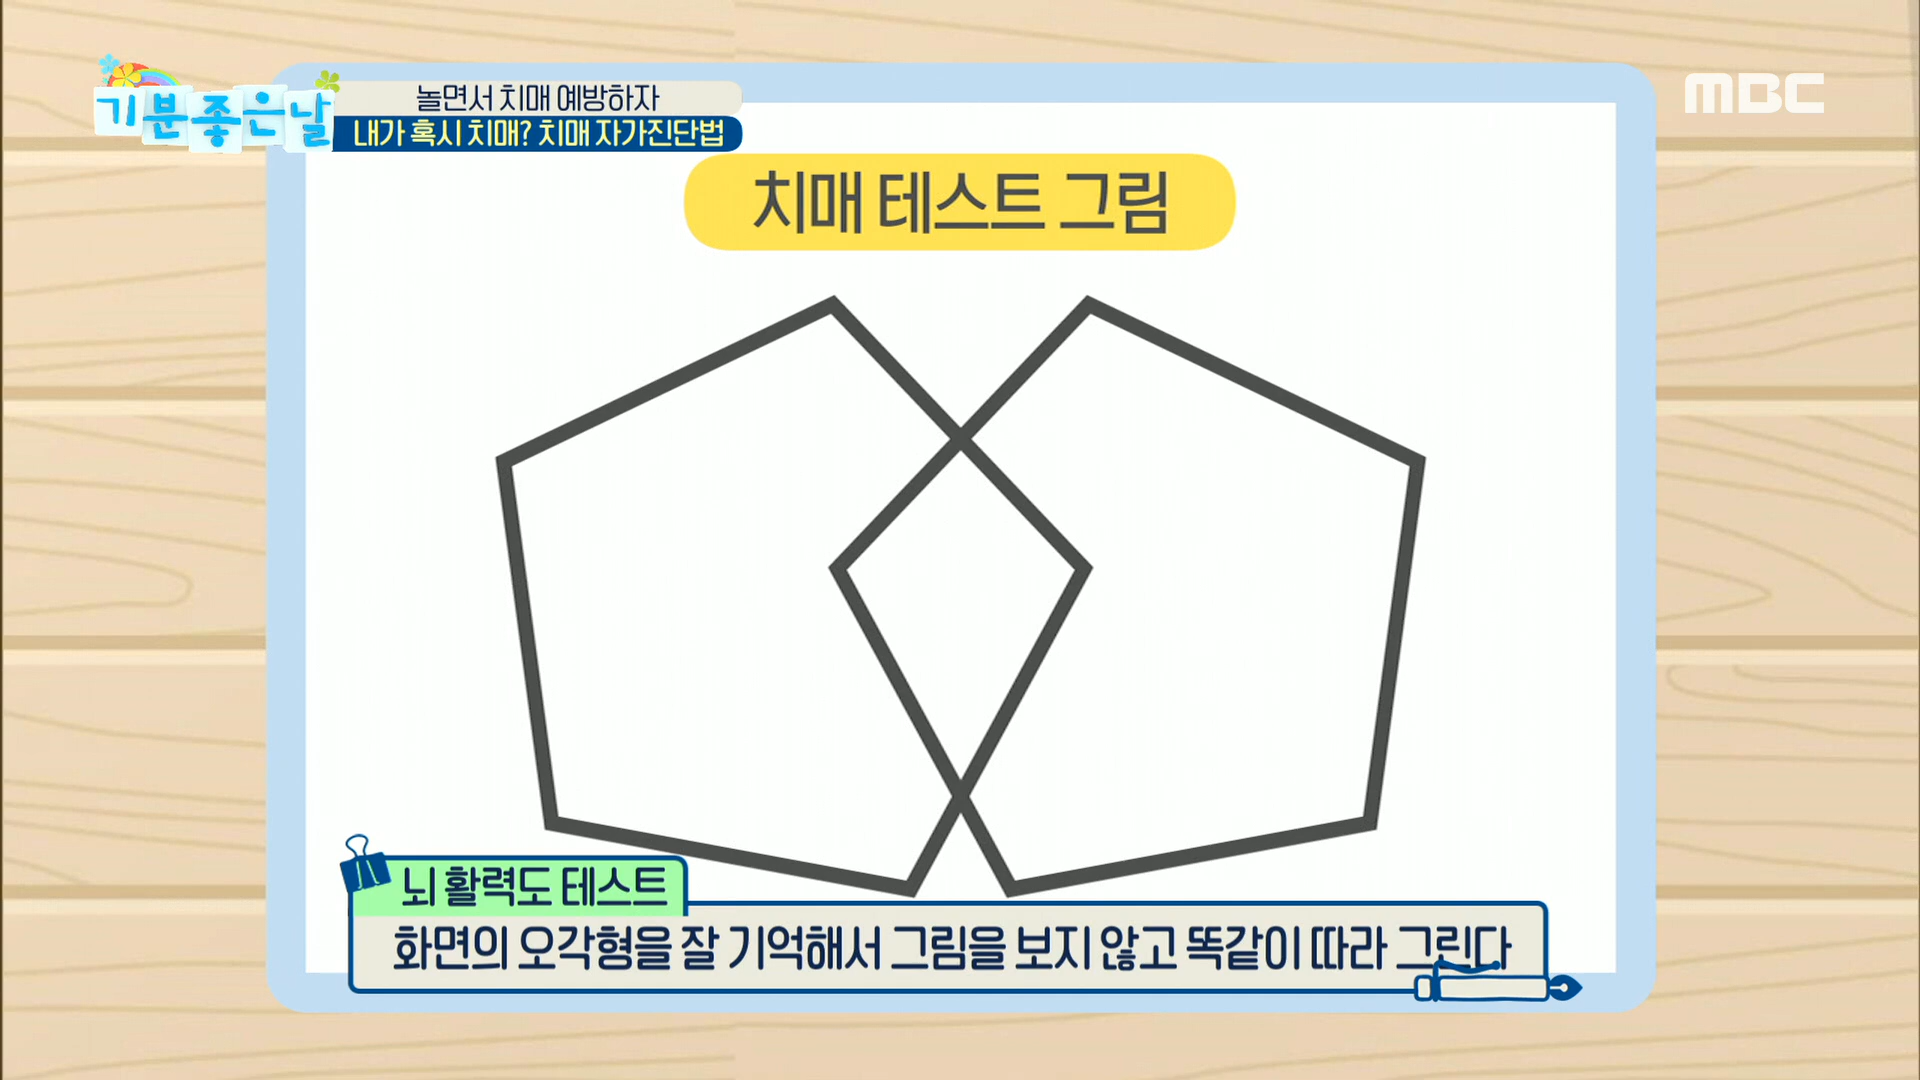 기분좋은날
놀면서 치매 예방하자
내가 혹시 치매? 치매 자가진단법
MBC
치매 테스트 그림
뇌 활력도 테스트
화면의 오각형을 잘 기억해서 그림을 보지 않고 똑같이 따라 그린다